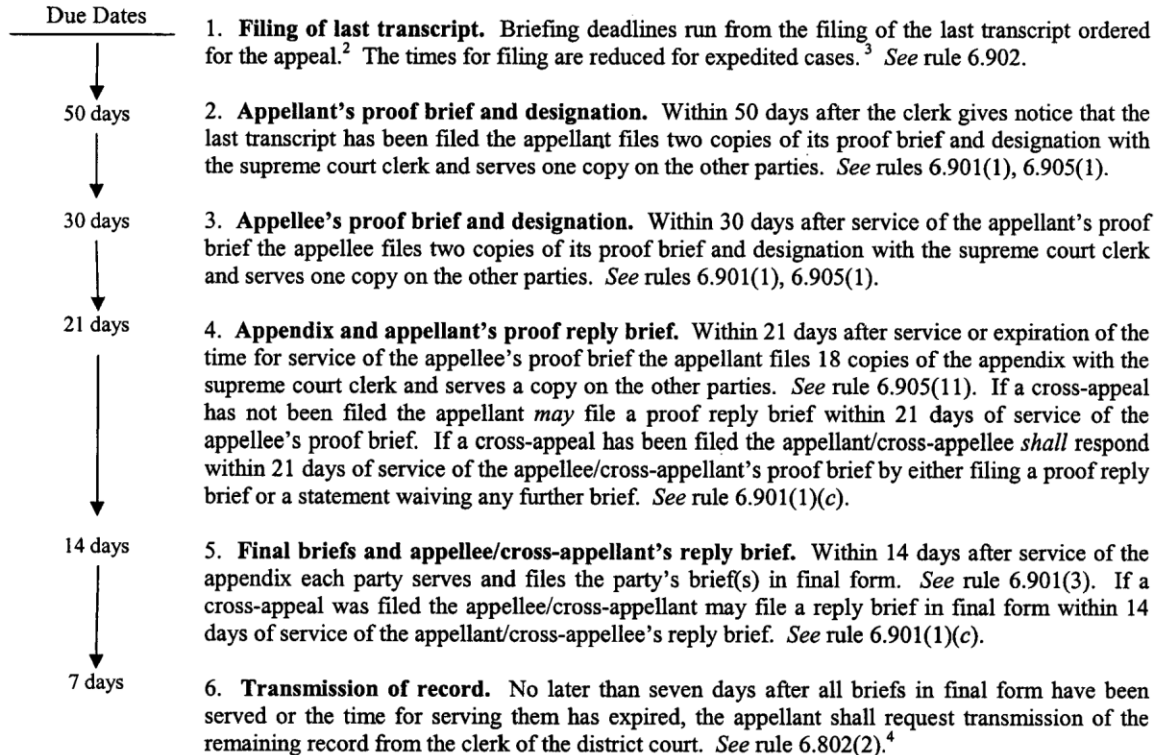 Due Dates
1. Filing of last transcript. Briefing deadlines run from the filing of the last transcript ordered
for the appeal.2 The times for filing are reduced for expedited cases.3 See rule 6.902.
50 days
2. Appellant's proof brief and designation. Within 50 days after the clerk gives notice that the
last transcript has been filed the appellant files two copies of its proof brief and designation with
the supreme court clerk and serves one copy on the other parties. See rules 6.901(1), 6.905(1).
30 days
3. Appellee's proof brief and designation. Within 30 days after service of the appellant's proof
brief the appellee files two copies of its proof brief and designation with the supreme court clerk
and serves one copy on the other parties. See rules 6.901(1), 6.905(1).
21 days
4. Appendix and appellant's proof reply brief. Within 21 days after service or expiration of the
time for service of the appellee's proof brief the appellant files 18 copies of the appendix with the
supreme court clerk and serves a copy on the other parties. See rule 6.905(11). If a cross-appeal
has not been filed the appellant may file a proof reply brief within 21 days of service of the
appellee's proof brief. If a cross-appeal has been filed the appellant/cross-appellee shall respond
within 21 days of service of the appellee/cross-appellant's proof brief by either filing a proof reply
brief or a statement waiving any further brief. See rule 6.901(1)(c).
14 days
5. Final briefs and appellee/cross-appellant's reply brief. Within 14 days after service of the
appendix each party serves and files the party's brief(s) in final form. See rule 6.901(3). If a
cross-appeal was filed the appellee/cross-appellant may file a reply brief in final form within 14
days of service of the appellant/cross-appellee's reply brief. See rule 6.901(1)(c).
7 days
6. Transmission of record. No later than seven days after all briefs in final form have been
served or the time for serving them has expired, the appellant shall request transmission of the
remaining record from the clerk of the district court. See rule 6.802(2).4